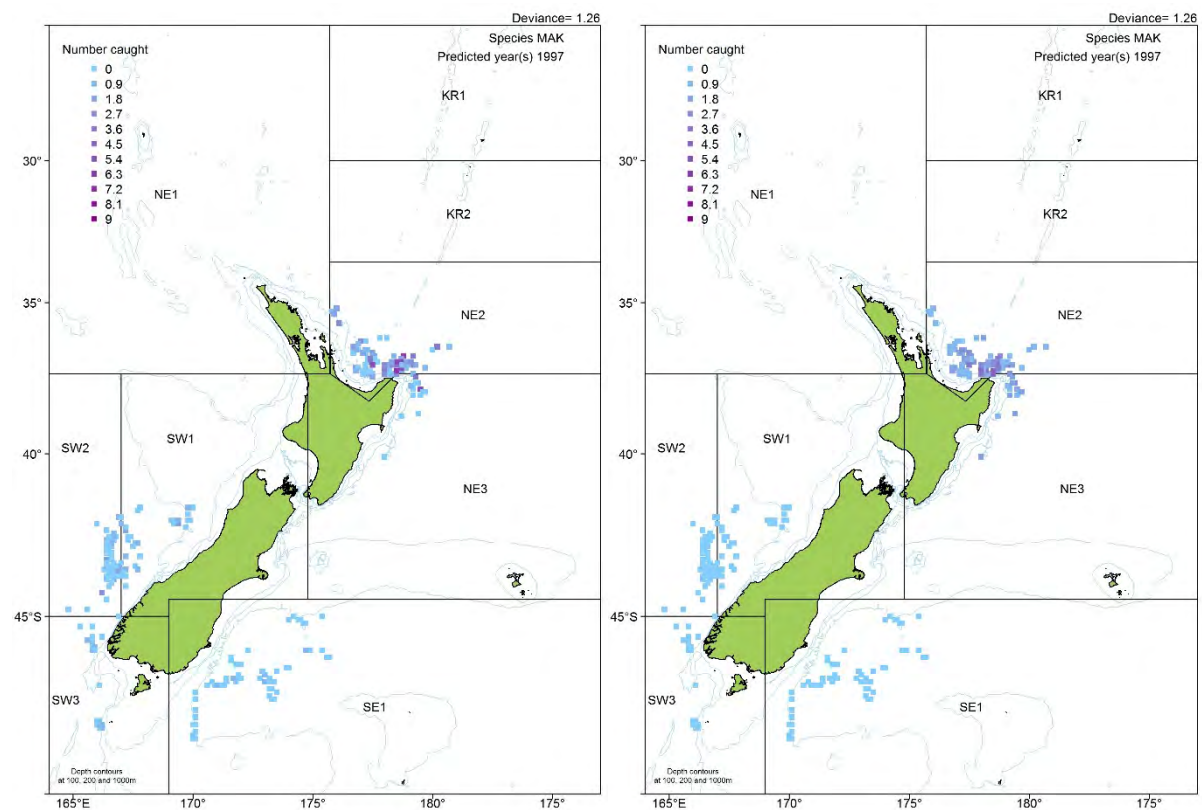 Deviance= 1.26
Species MAK
Predicted year(s) 1997
Number caught
0
0.9
1.8
2.7
3.6
4.5
5.4
6.3
7.2
8.1
9
KR1
30°
NE1
KR2
35°
NE2
SW2
SW1
40°
NE3
45°S
SW3
SE1
Depth contours
at 100, 200 and 1000m
165°E
170°
175°
180°
175°
Deviance= 1.26
Species MAK
Predicted year(s) 1997
Number caught
0
0.9
1.8
2.7
3.6
4.5
5.4
6.3
7.2
8.1
9
KR1
30°
NE1
KR2
35°
NE2
SW2
SW1
40°
NE3
45°S
SW3
SE1
Depth contours
at 100, 200 and 1000m
165°E
170°
175°
180°
175°